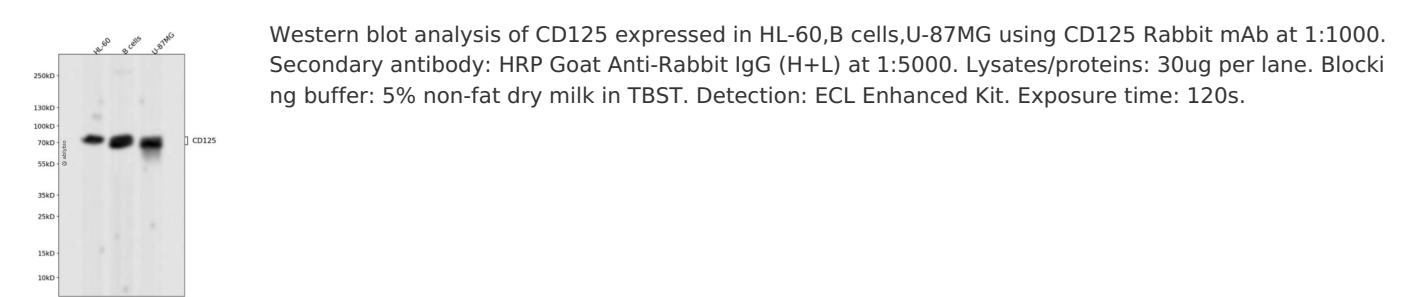 HL-60
B cells
U-87MG
250kD
130kD
100kD
70kD
55kD
35kD
25kD
15kD
10kD
CD125
Western blot analysis of CD125 expressed in HL-60,B cells,U-87MG using CD125 Rabbit mAb at 1:1000.
Secondary antibody: HRP Goat Anti-Rabbit IgG (H+L) at 1:5000. Lysates/proteins: 30ug per lane. Blocki
ng buffer: 5% non-fat dry milk in TBST. Detection: ECL Enhanced Kit. Exposure time: 120s.